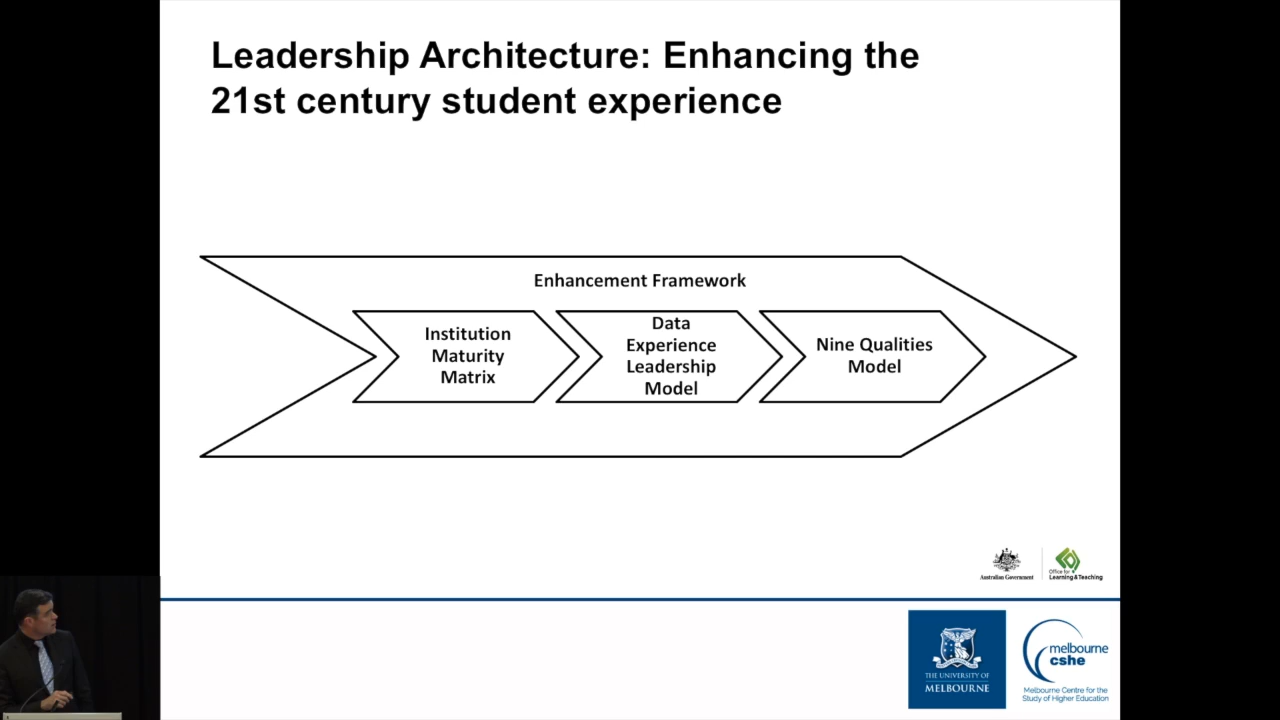 Leadership Architecture: Enhancing the
21st century student experience
Enhancement Framework
Institution
Maturity
Matrix
Data
Experience
Leadership
Model
Nine Qualities
Model
Australian Government
Office for
Learning & Teaching
THE UNIVERSITY OF
MELBOURNE
melbourne
cshe
Melbourne Centre for the
Study of Higher Education